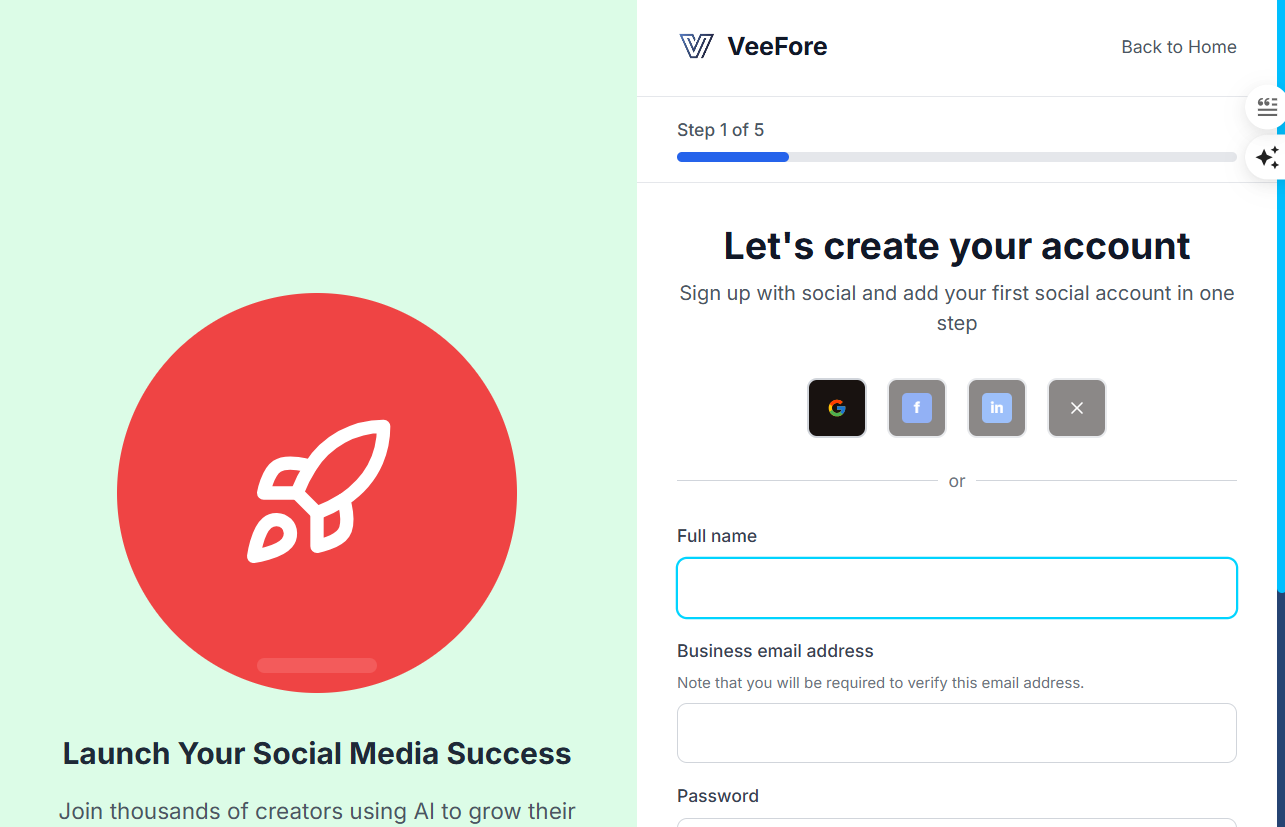 VeeFore
Back to Home
Step 1 of 5
Let's create your account
Sign up with social and add your first social account in one
step
f
in
or
Full name
Business email address
Note that you will be required to verify this email address.
Password
Launch Your Social Media Success
Join thousands of creators using AI to grow their